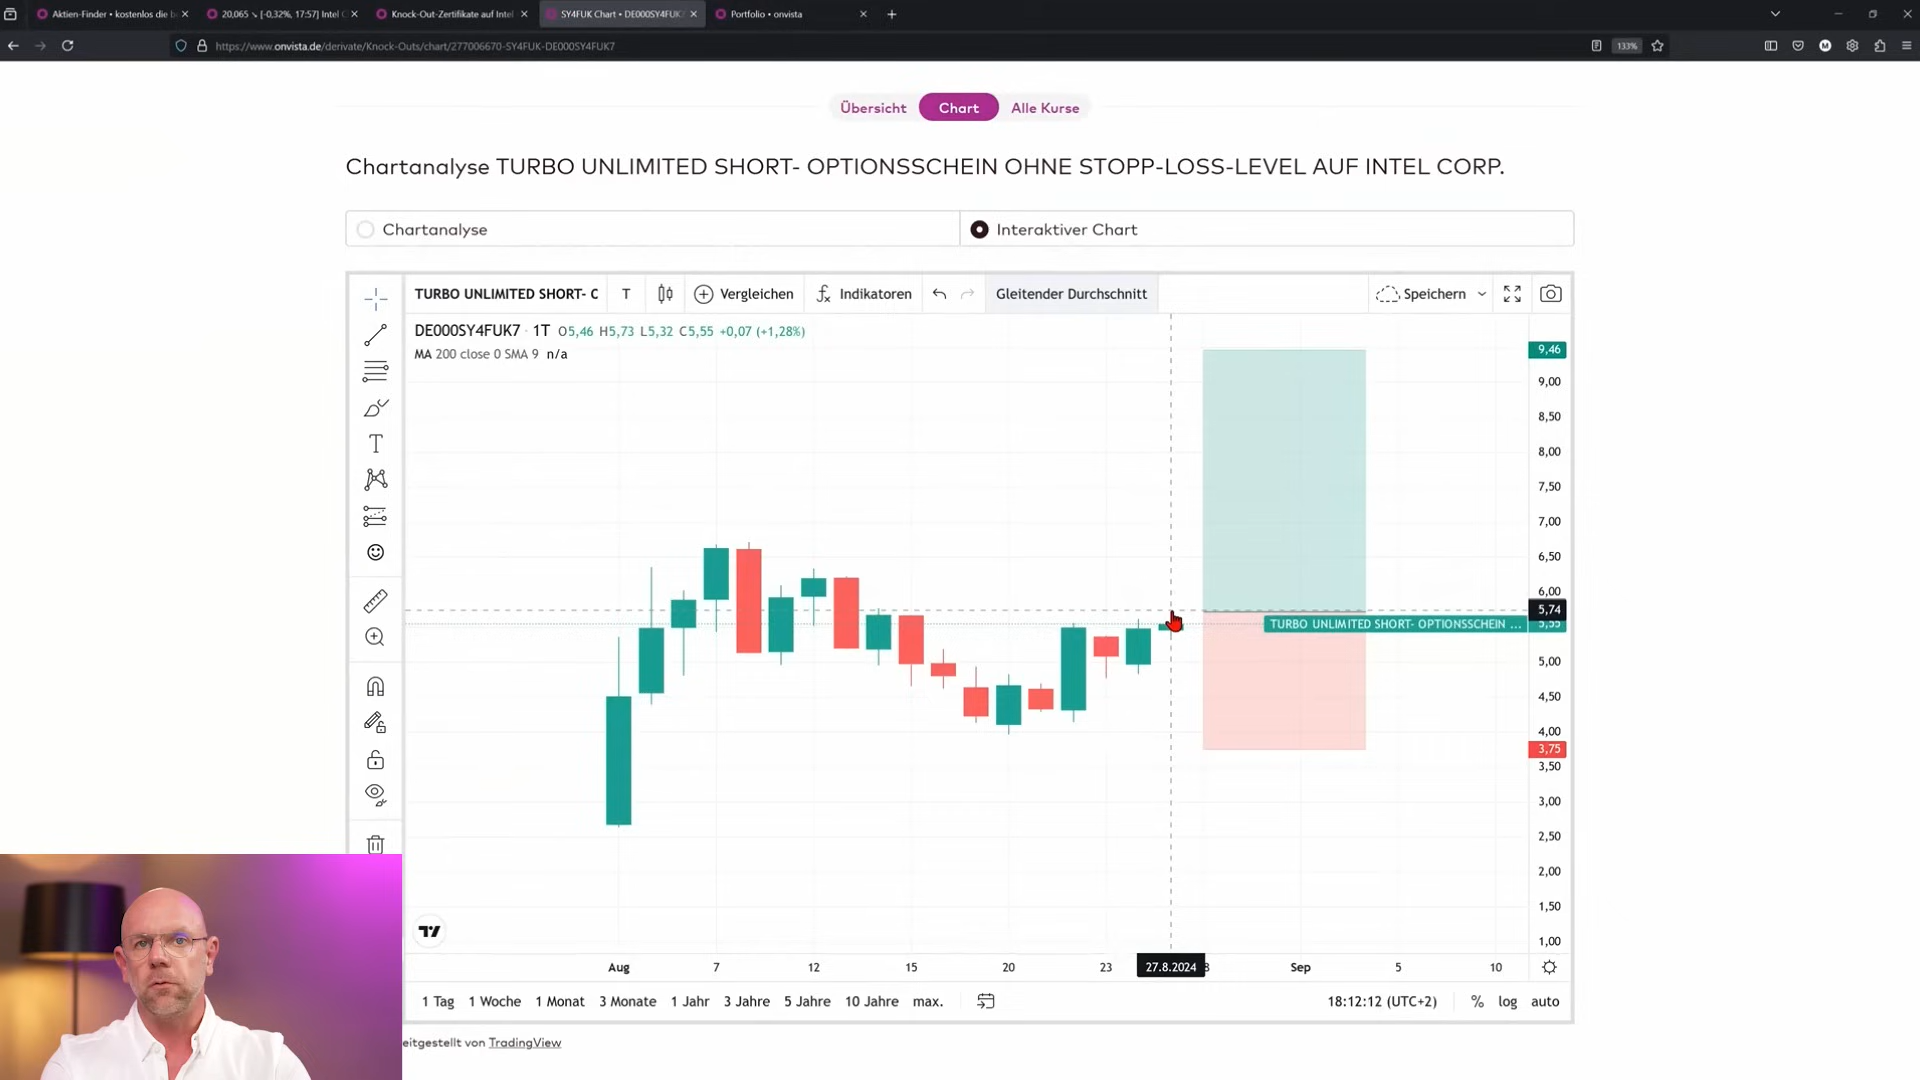 Aktien-Finder • kostenlos die b
20,065 ↘ [-0,32%, 17:57] Intel C
Knock-Out-Zertifikate auf Intel
SY4FUK Chart • DE000SY4FUK7
Portfolio • onvista
https://www.onvista.de/derivate/Knock-Outs/chart/277006670-SY4FUK-DE000SY4FUK7
133%
M
Übersicht
Chart
Alle Kurse
Chartanalyse TURBO UNLIMITED SHORT- OPTIONSSCHEIN OHNE STOPP-LOSS-LEVEL AUF INTEL CORP.
Chartanalyse
Interaktiver Chart
TURBO UNLIMITED SHORT- C
T
Vergleichen
Indikatoren
Gleitender Durchschnitt
Speichern
DE000SY4FUK7 · 1T O5,46 H5,73 L5,32 C5,55 +0,07 (+1,28%)
MA 200 close 0 SMA 9 n/a
9,46
9,00
8,50
8,00
7,50
7,00
6,50
6,00
5,74
TURBO UNLIMITED SHORT- OPTIONSSCHEIN ...
5,55
5,00
4,50
4,00
3,75
3,50
3,00
2,50
2,00
1,50
1,00
Aug
7
12
15
20
23
27.8.2024
8
Sep
5
10
1 Tag
1 Woche
1 Monat
3 Monate
1 Jahr
3 Jahre
5 Jahre
10 Jahre
max.
18:12:12 (UTC+2)
%
log
auto
eitgestellt von TradingView